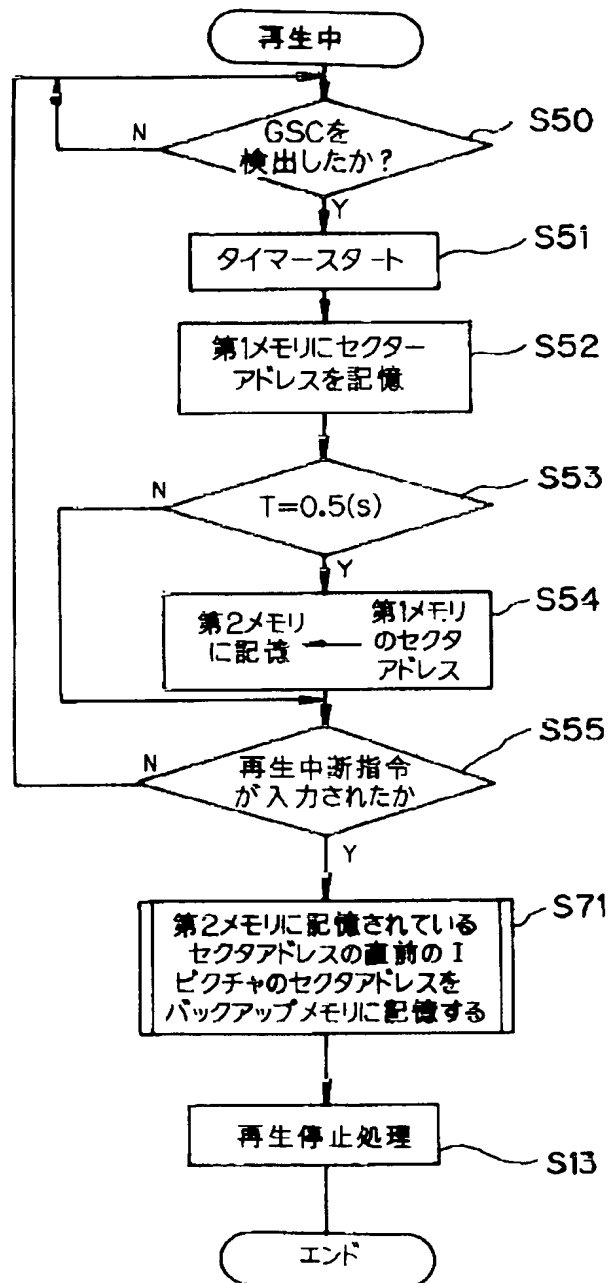 再生中
GSCを
検出したか?
N
S50
Y
タイマースタート
S51
第1メモリにセクター
アドレスを記憶
S52
N
T=0.5(s)
S53
Y
第2メモリ
に記憶
第1メモリ
のセクタ
アドレス
S54
N
再生中断指令
が入力されたか
S55
Y
第2メモリに記憶されている
セクタアドレスの直前のI
ピクチャのセクタアドレスを
バックアップメモリに記憶する
S71
再生停止処理
S13
エンド